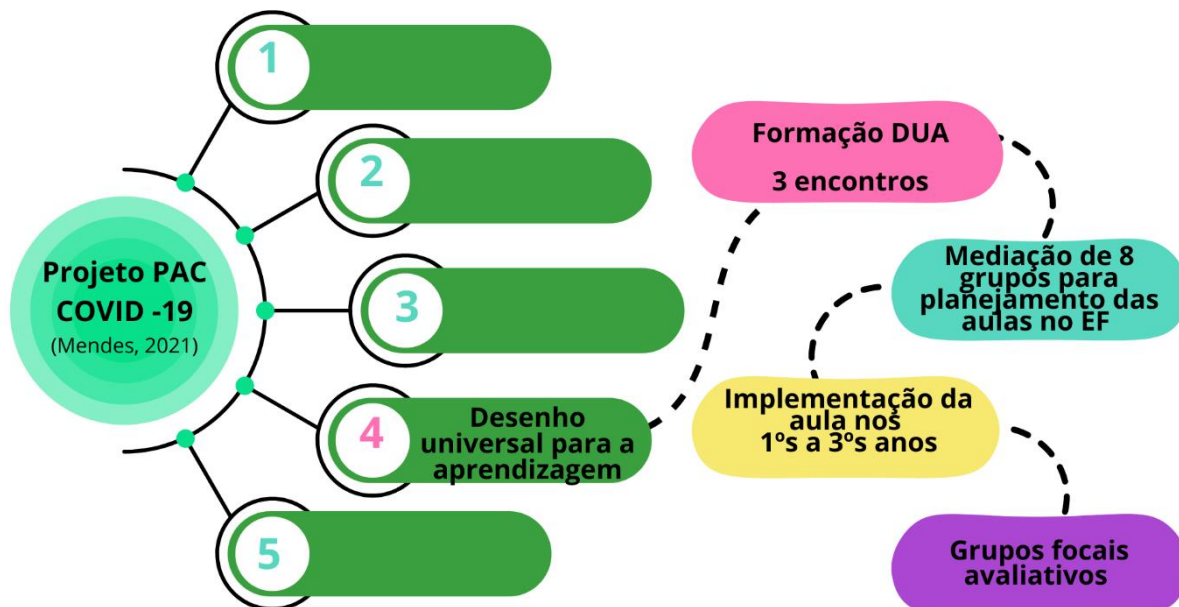 Projeto PAC
COVID -19
(Mendes, 2021)
1
2
3
4
Desenho
universal para a
aprendizagem
5
Formação DUA
3 encontros
Mediação de 8
grupos para
planejamento das
aulas no EF
Implementação da
aula nos
1ºs a 3ºs anos
Grupos focais
avaliativos